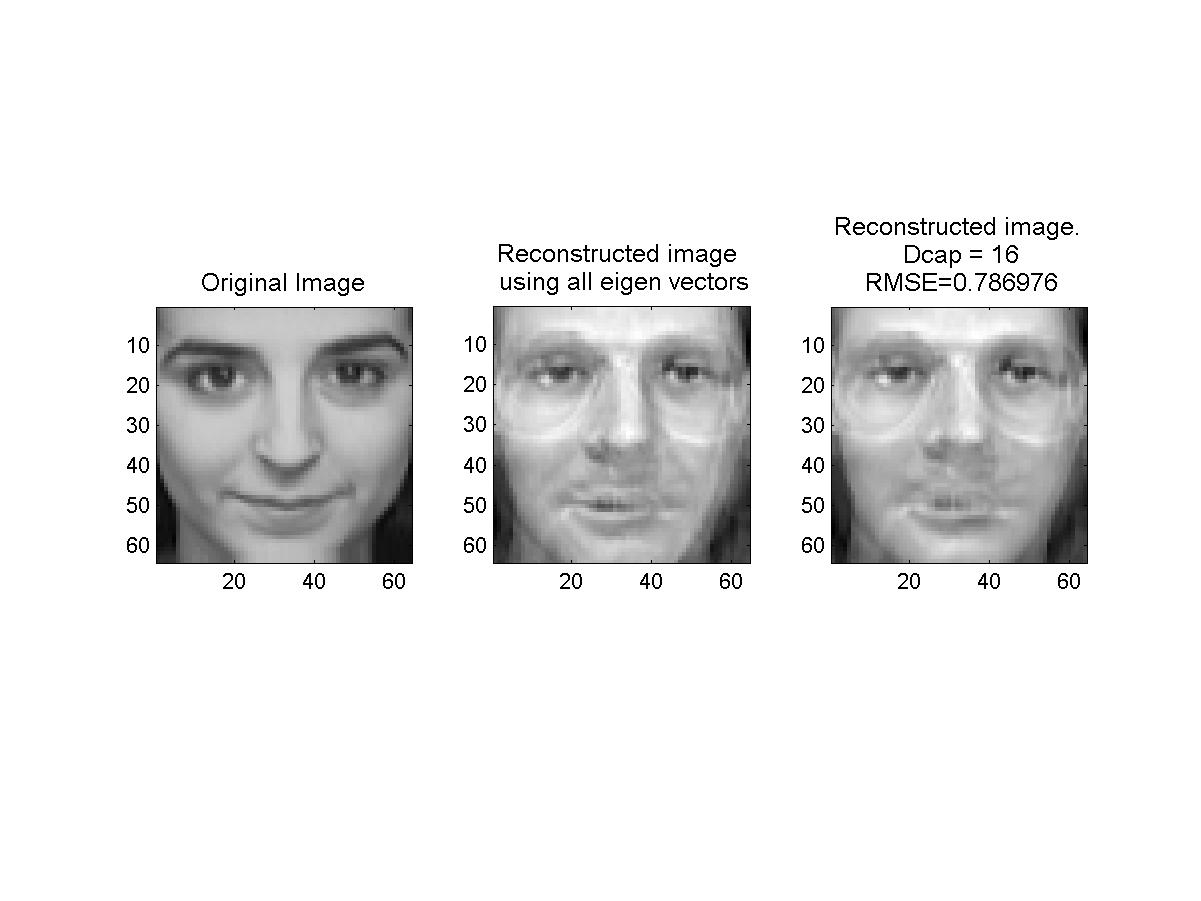 Original Image
Reconstructed image
using all eigen vectors
Reconstructed image.
Dcap = 16
RMSE=0.786976
10
20
30
40
50
60
20 40 60
10
20
30
40
50
60
20 40 60
10
20
30
40
50
60
20 40 60